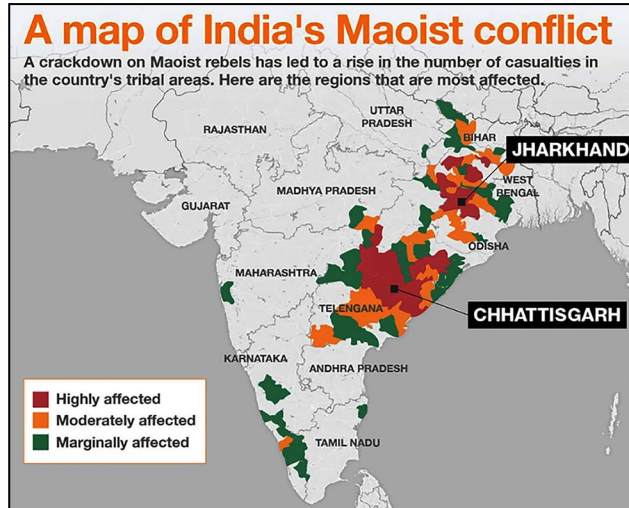 A map of India's Maoist conflict
A crackdown on Maoist rebels has led to a rise in the number of casualties in
the country's tribal areas. Here are the regions that are most affected.
UTTAR
PRADESH
RAJASTHAN
BIHAR
JHARKHAND
WEST
BENGAL
MADHYA PRADESH
GUJARAT
ODISHA
MAHARASHTRA
TELENGANA
CHHATTISGARH
KARNATAKA
ANDHRA PRADESH
Highly affected
Moderately affected
Marginally affected
TAMIL NADU